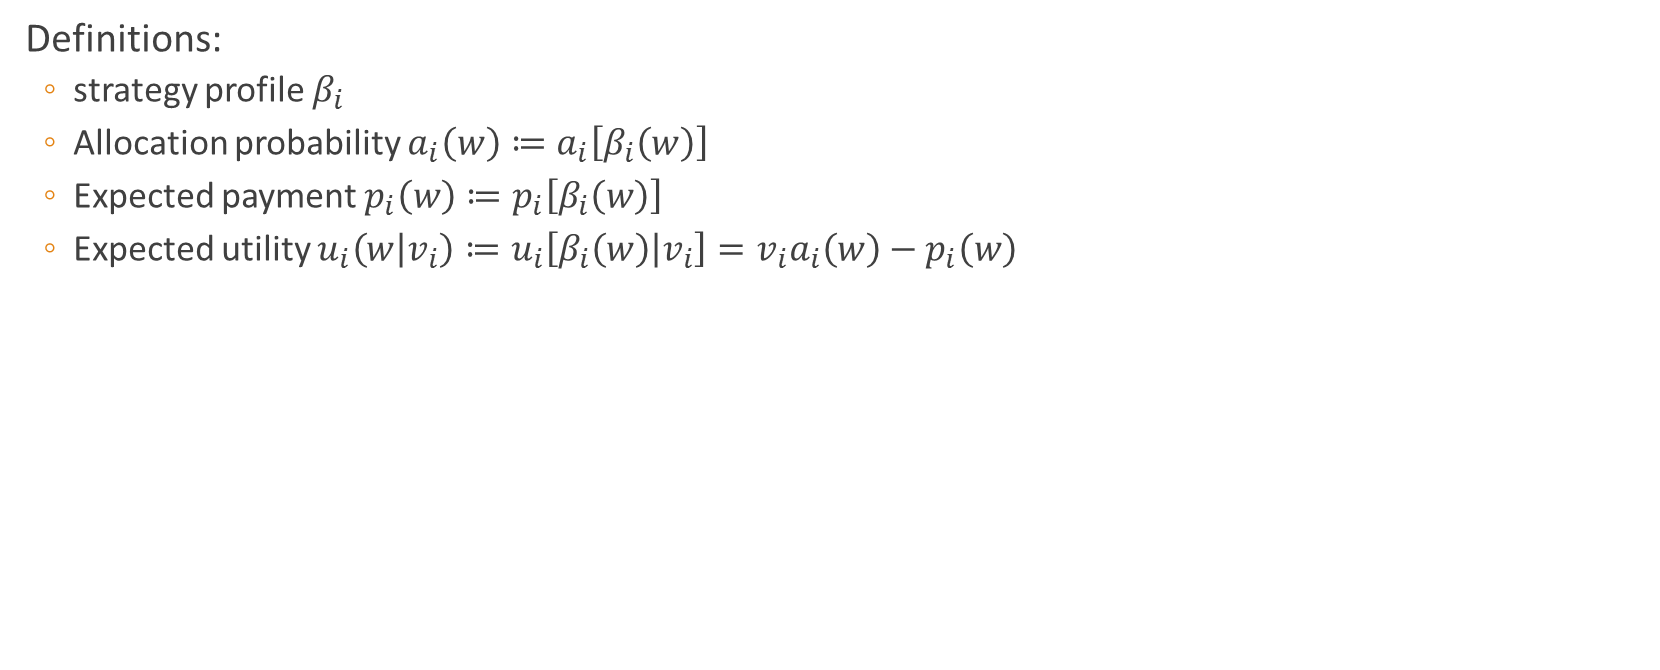 Definitions:
◦ strategy profile 𝛽ᵢ
◦ Allocation probability 𝑎ᵢ(𝑤) ≔ 𝑎ᵢ[𝛽ᵢ(𝑤)]
◦ Expected payment 𝑝ᵢ(𝑤) ≔ 𝑝ᵢ[𝛽ᵢ(𝑤)]
◦ Expected utility 𝑢ᵢ(𝑤|𝑣ᵢ) ≔ 𝑢ᵢ[𝛽ᵢ(𝑤)|𝑣ᵢ] = 𝑣ᵢ𝑎ᵢ(𝑤) − 𝑝ᵢ(𝑤)